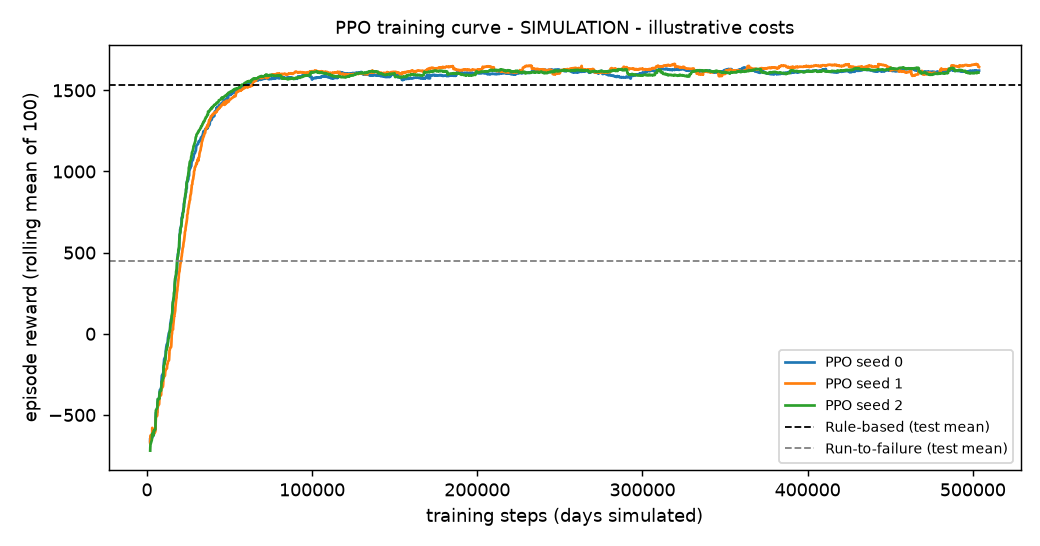 PPO training curve - SIMULATION - illustrative costs
episode reward (rolling mean of 100)
1500
1000
500
0
−500
0
100000
200000
300000
400000
500000
training steps (days simulated)
PPO seed 0
PPO seed 1
PPO seed 2
Rule-based (test mean)
Run-to-failure (test mean)